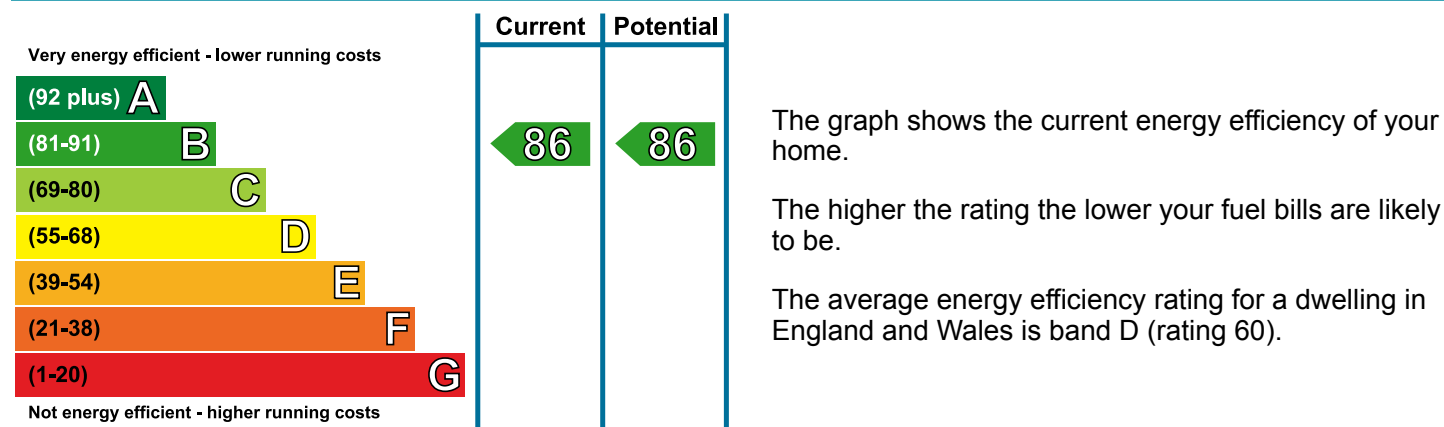 Current Potential
Very energy efficient - lower running costs
(92 plus) A
(81-91) B 86 86
(69-80) C
(55-68) D
(39-54) E
(21-38) F
(1-20) G
Not energy efficient - higher running costs
The graph shows the current energy efficiency of your
home.
The higher the rating the lower your fuel bills are likely
to be.
The average energy efficiency rating for a dwelling in
England and Wales is band D (rating 60).